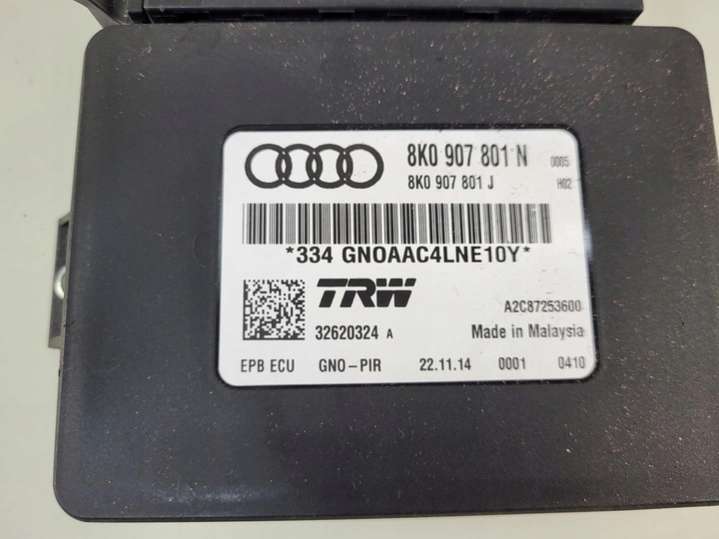 8K0 907 801 N 0005
8K0 907 801 J H02
*334 GNOAAC4LNE10Y*
TRW
A2C87253600
32620324 A Made in Malaysia
EPB ECU GNO-PIR 22.11.14 0001 0410